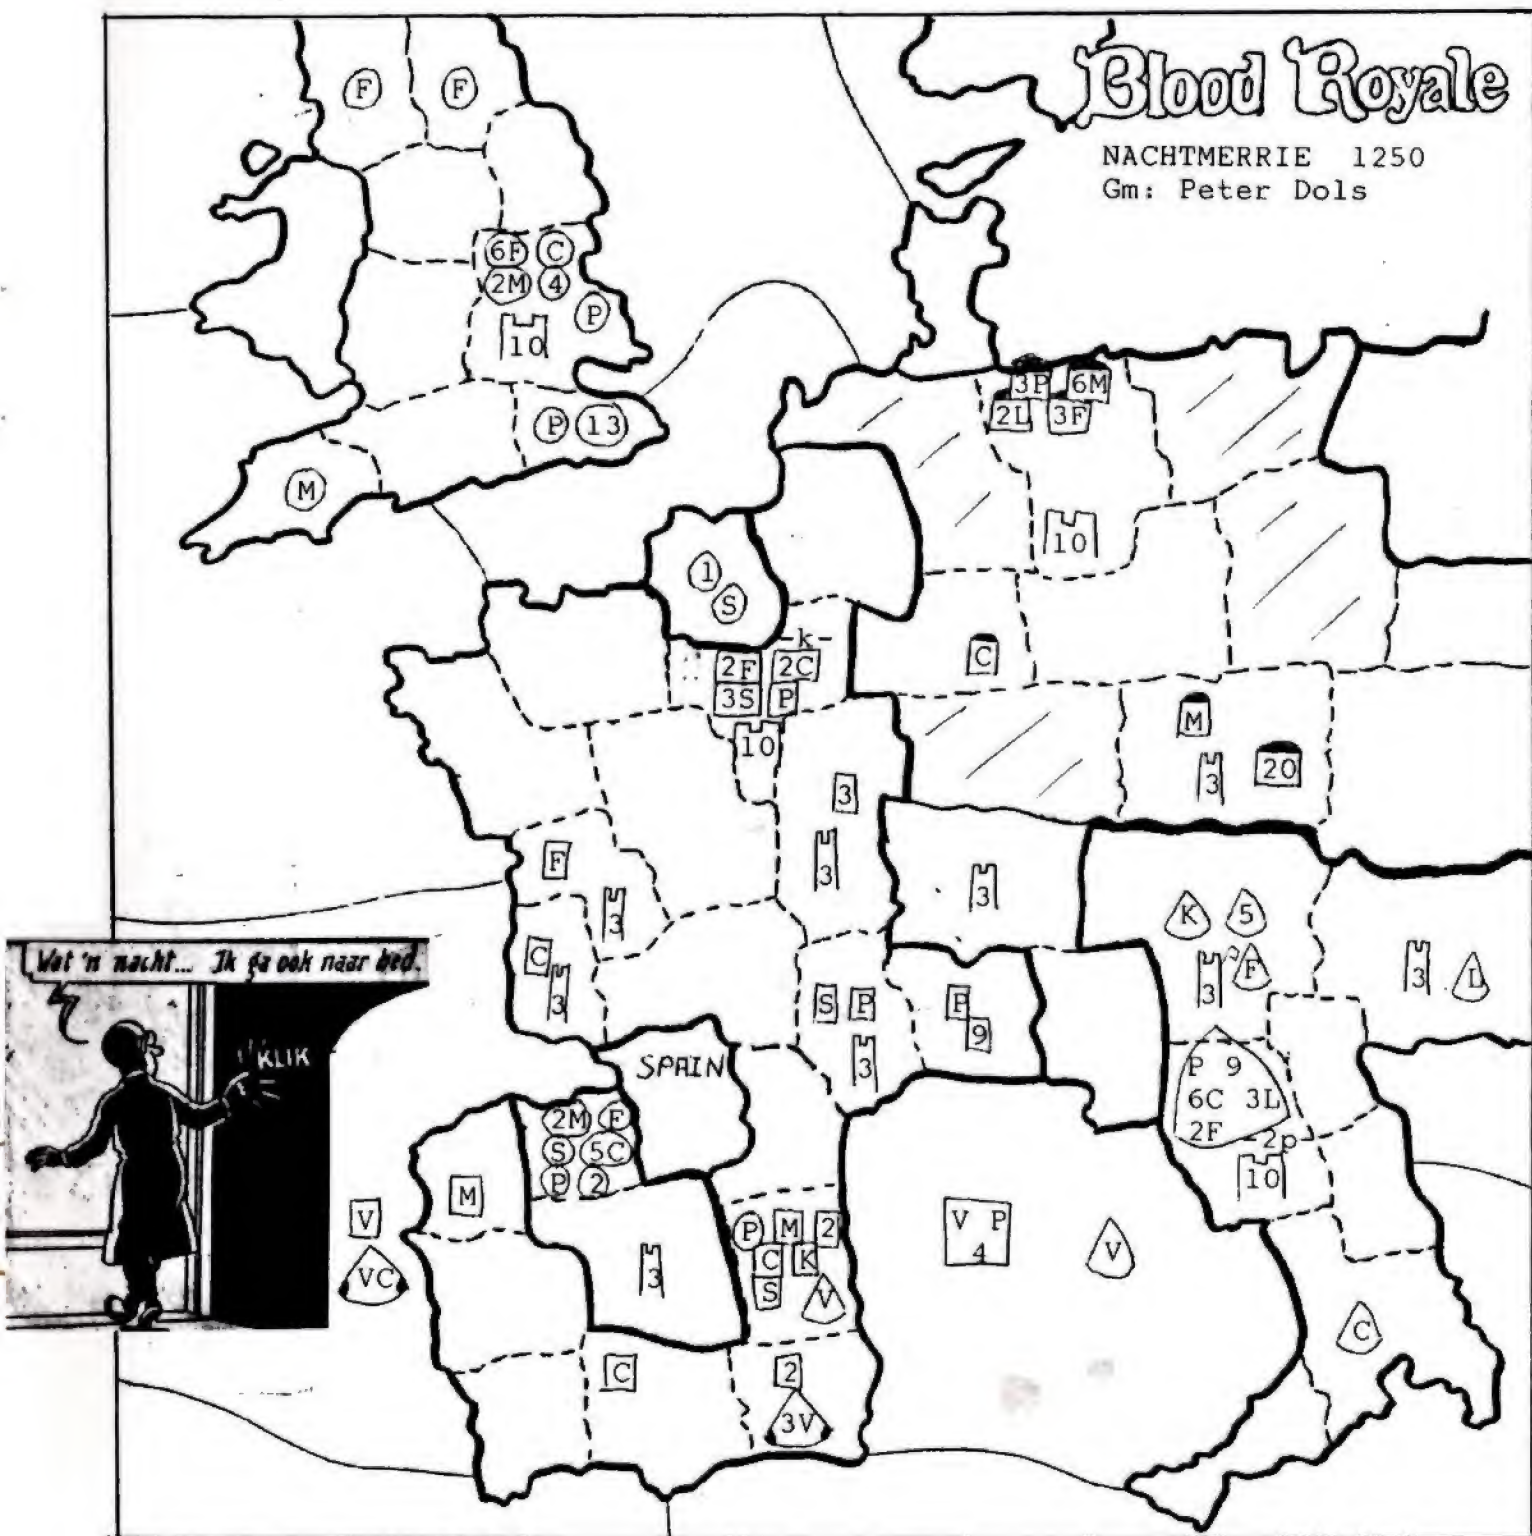 Blood Royale
NACHTMERRIE 1250
Gm: Peter Dols
F F
6F C
2M 4
P
10
P 13
M
3P 6M
2L 3F
10
1
S
-k-
2F 2C
3S P
10
C
M
3 20
3
3
F
3
C
3
3
K 5
3 F
3 L
S P
3
P
9
P 9
6C 3L
2F -2p
10
Wat 'n nacht... Ik ga ook naar bed.
KLIK
SPAIN
2M F
S 5C
P 2
M
V
VC
3
P M 2
C K
S V
V P
4
V
C
C
2
3V